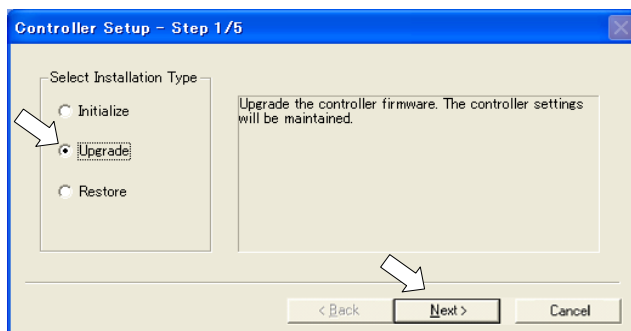 Controller Setup - Step 1/5
Select Installation Type
Initialize
Upgrade
Restore
Upgrade the controller firmware. The controller settings
will be maintained.
< Back
Next >
Cancel